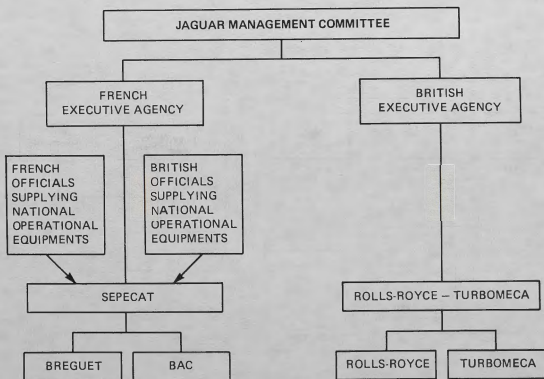 JAGUAR MANAGEMENT COMMITTEE
FRENCH
EXECUTIVE AGENCY
BRITISH
EXECUTIVE AGENCY
FRENCH
OFFICIALS
SUPPLYING
NATIONAL
OPERATIONAL
EQUIPMENTS
BRITISH
OFFICIALS
SUPPLYING
NATIONAL
OPERATIONAL
EQUIPMENTS
SEPECAT
ROLLS-ROYCE – TURBOMECA
BREGUET
BAC
ROLLS-ROYCE
TURBOMECA